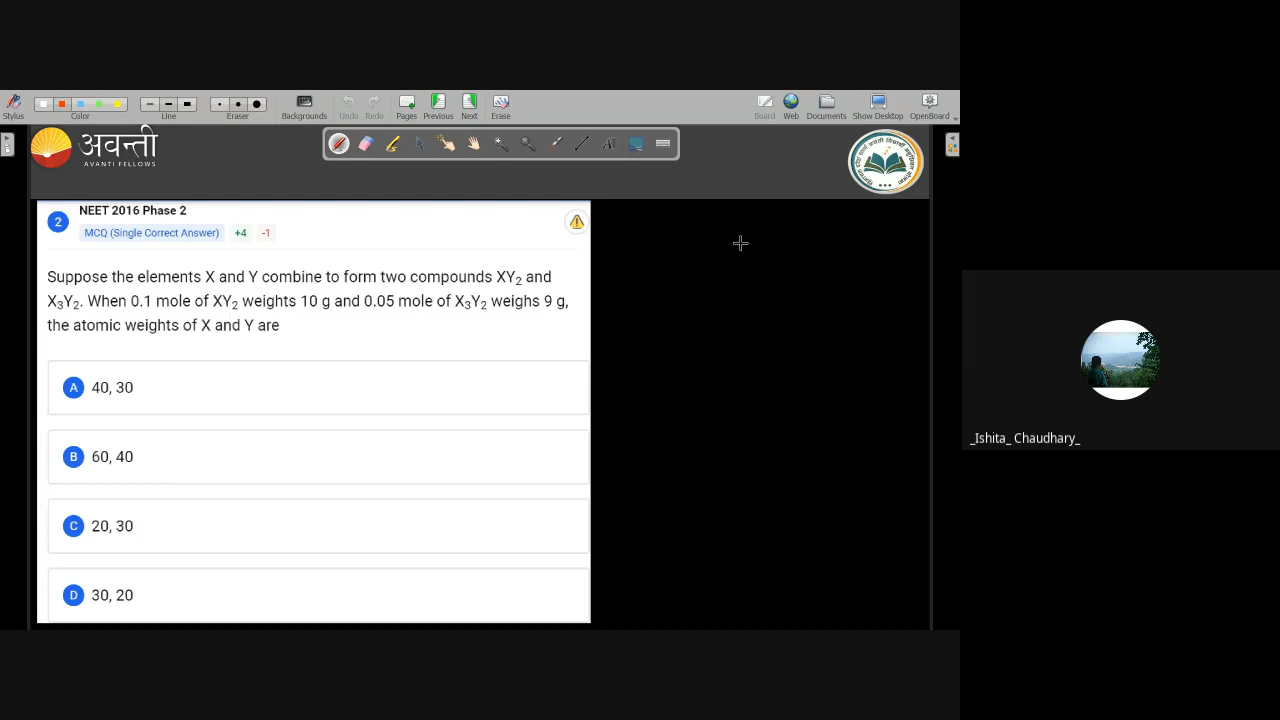 Stylus
Color
Line
Eraser
Backgrounds
Undo
Redo
Pages
Previous
Next
Erase
Board
Web
Documents
Show Desktop
OpenBoard
अवन्ती
AVANTI FELLOWS
2
NEET 2016 Phase 2
MCQ (Single Correct Answer)
+4
-1
Suppose the elements X and Y combine to form two compounds XY₂ and
X₃Y₂. When 0.1 mole of XY₂ weights 10 g and 0.05 mole of X₃Y₂ weighs 9 g,
the atomic weights of X and Y are
A 40, 30
B 60, 40
C 20, 30
D 30, 20
_Ishita_ Chaudhary_